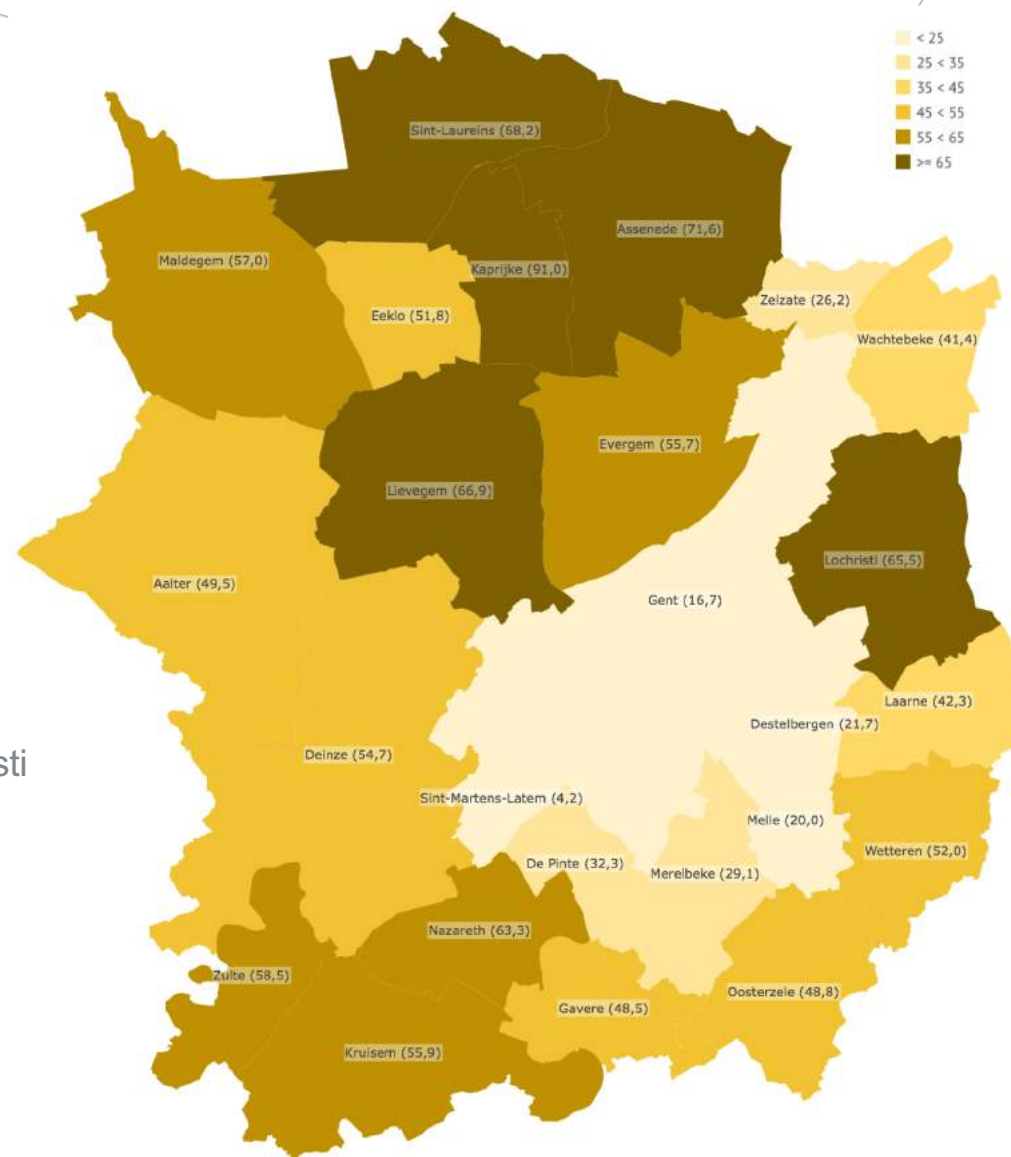 < 25
25 < 35
35 < 45
45 < 55
55 < 65
>= 65
Sint-Laureins (68,2)
Assenede (71,6)
Maldegem (57,0)
Kaprijke (91,0)
Zelzate (26,2)
Eeklo (51,8)
Wachtebeke (41,4)
Evergem (55,7)
Lievegem (66,9)
Lochristi (65,5)
Aalter (49,5)
Gent (16,7)
Laarne (42,3)
Destelbergen (21,7)
Deinze (54,7)
sti
Sint-Martens-Latem (4,2)
Melle (20,0)
Wetteren (52,0)
De Pinte (32,3)
Merelbeke (29,1)
Nazareth (63,3)
Zulte (58,5)
Oosterzele (48,8)
Gavere (48,5)
Kruisem (55,9)